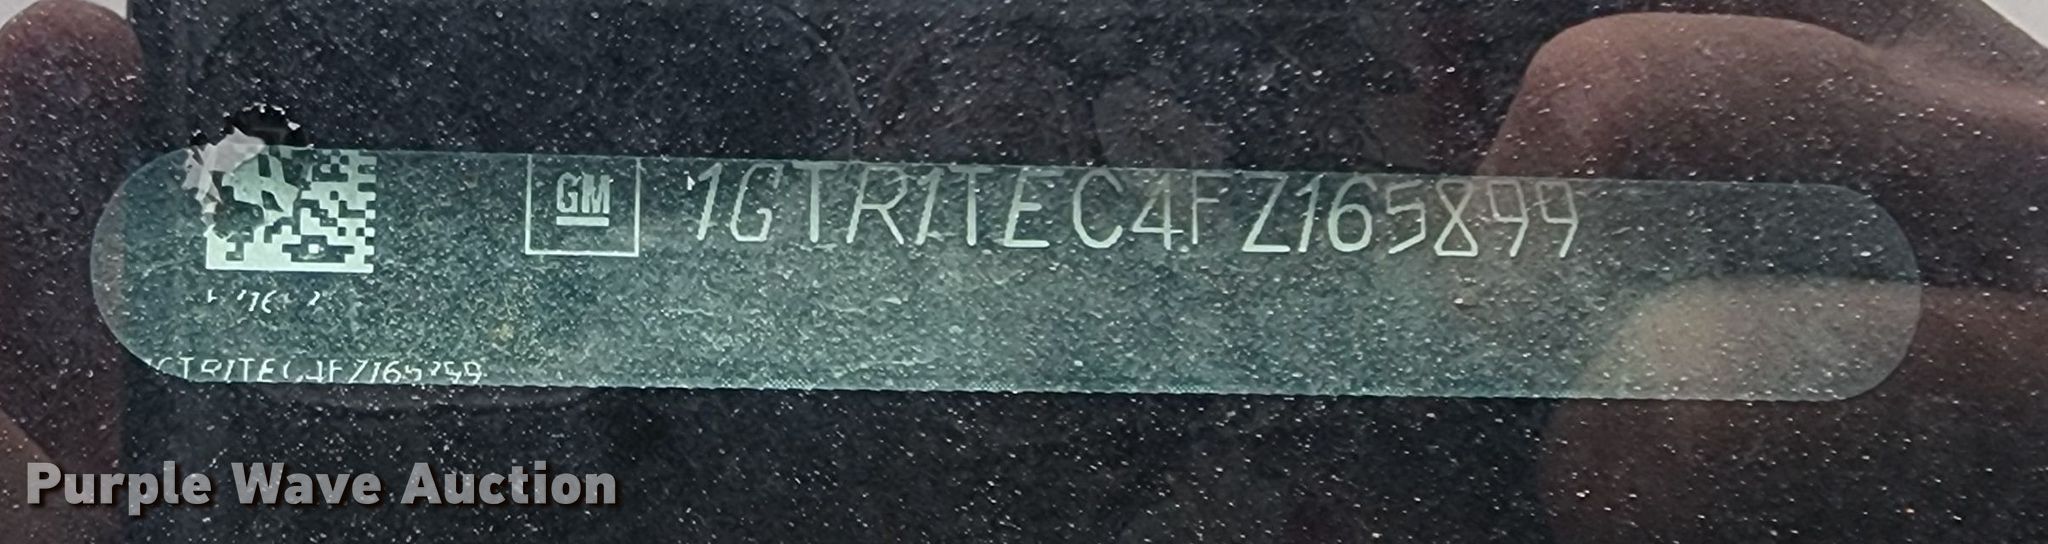 GM 1GTR1TEC4FZ165899
1GTR1TEC4FZ165899
Purple Wave Auction